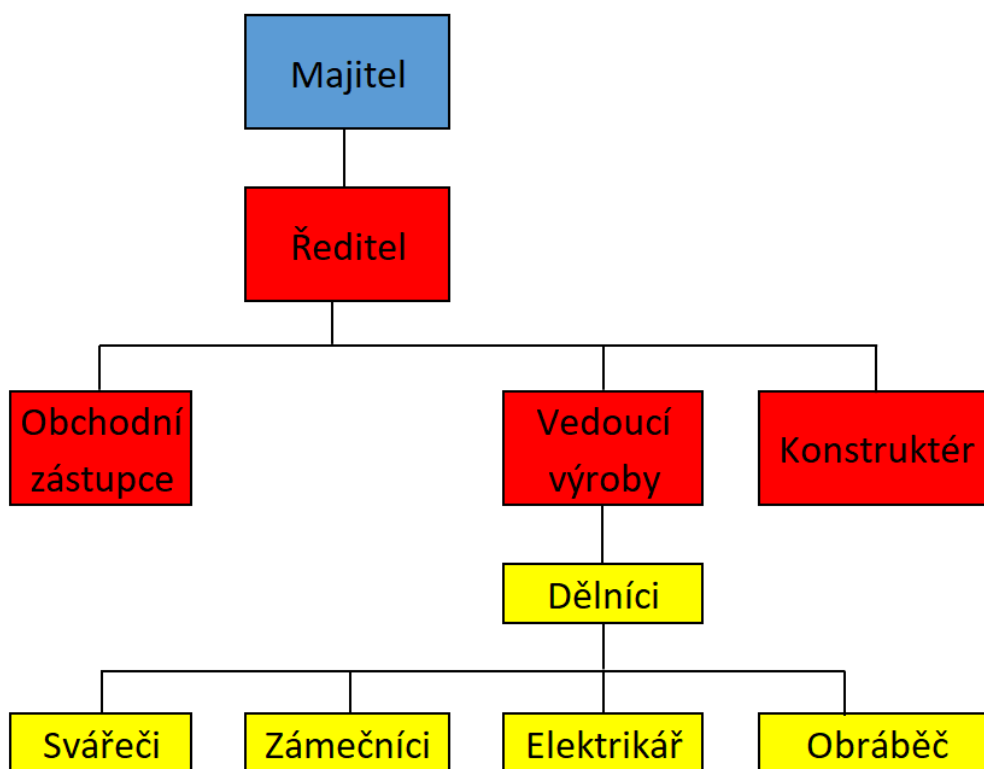 Majitel
Ředitel
Obchodní
zástupce
Vedoucí
výroby
Konstruktér
Dělníci
Svářeči
Zámečníci
Elektrikář
Obráběč